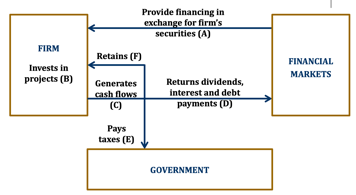 Provide financing in
exchange for firm's
securities (A)
FIRM
Invests in
projects (B)
Retains (F)
FINANCIAL
MARKETS
Generates
cash flows
(C)
Returns dividends,
interest and debt
payments (D)
Pays
taxes (E)
GOVERNMENT